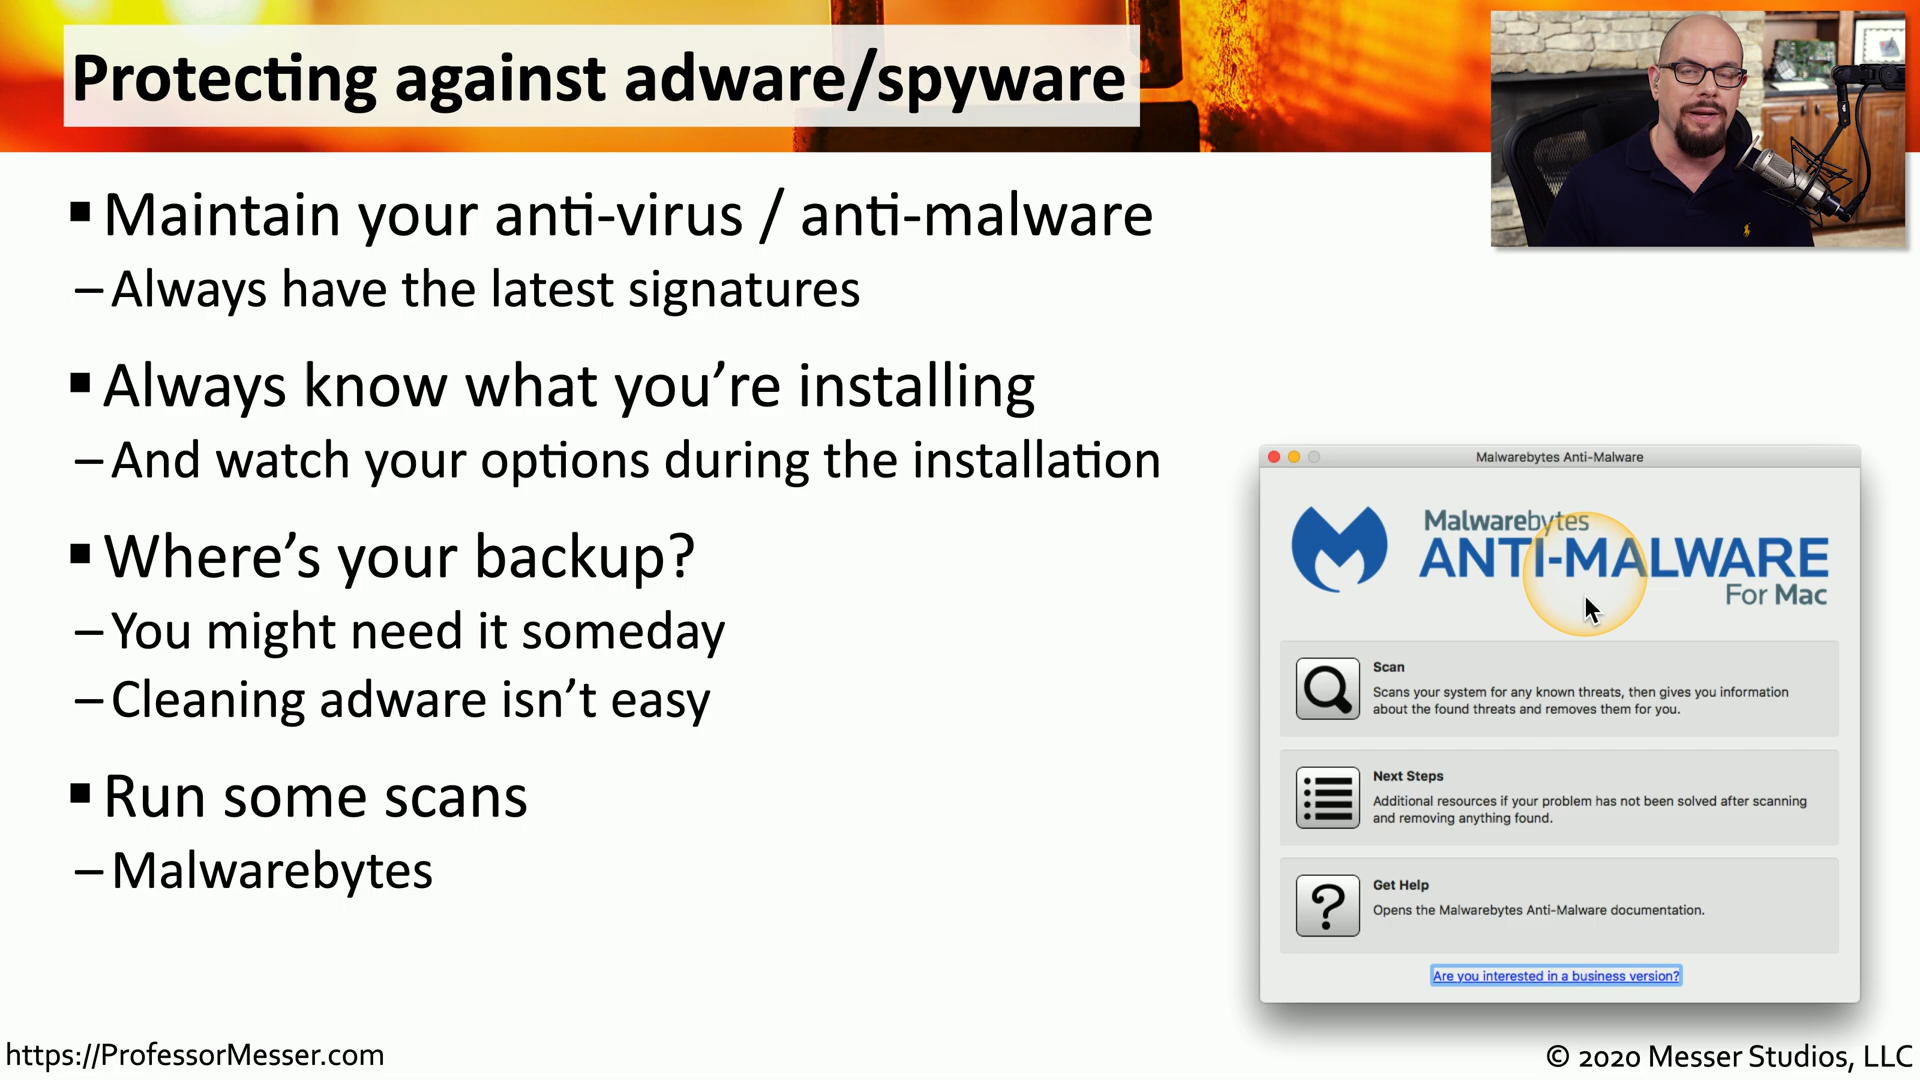 Protecting against adware/spyware
▪ Maintain your anti-virus / anti-malware
– Always have the latest signatures
▪ Always know what you’re installing
– And watch your options during the installation
▪ Where’s your backup?
– You might need it someday
– Cleaning adware isn’t easy
▪ Run some scans
– Malwarebytes
Malwarebytes Anti-Malware
Malwarebytes
ANTI-MALWARE
For Mac
Scan
Scans your system for any known threats, then gives you information
about the found threats and removes them for you.
Next Steps
Additional resources if your problem has not been solved after scanning
and removing anything found.
Get Help
Opens the Malwarebytes Anti-Malware documentation.
Are you interested in a business version?
https://ProfessorMesser.com
© 2020 Messer Studios, LLC